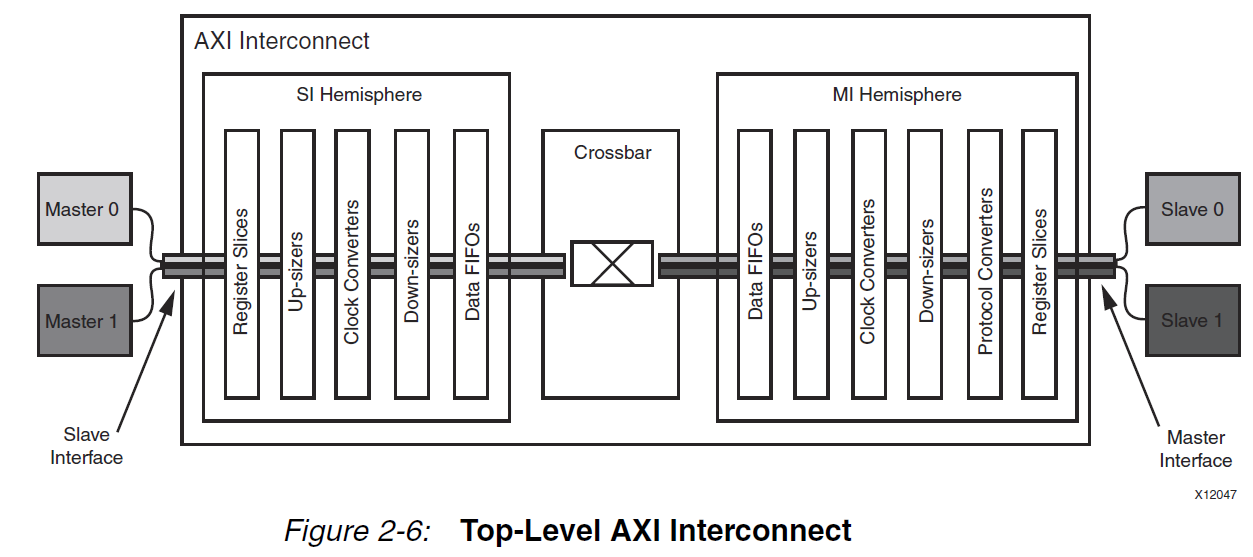 AXI Interconnect
SI Hemisphere
MI Hemisphere
Crossbar
Master 0
Master 1
Register Slices
Up-sizers
Clock Converters
Down-sizers
Data FIFOs
Data FIFOs
Up-sizers
Clock Converters
Down-sizers
Protocol Converters
Register Slices
Slave 0
Slave 1
Slave
Interface
Master
Interface
X12047
Figure 2-6: Top-Level AXI Interconnect